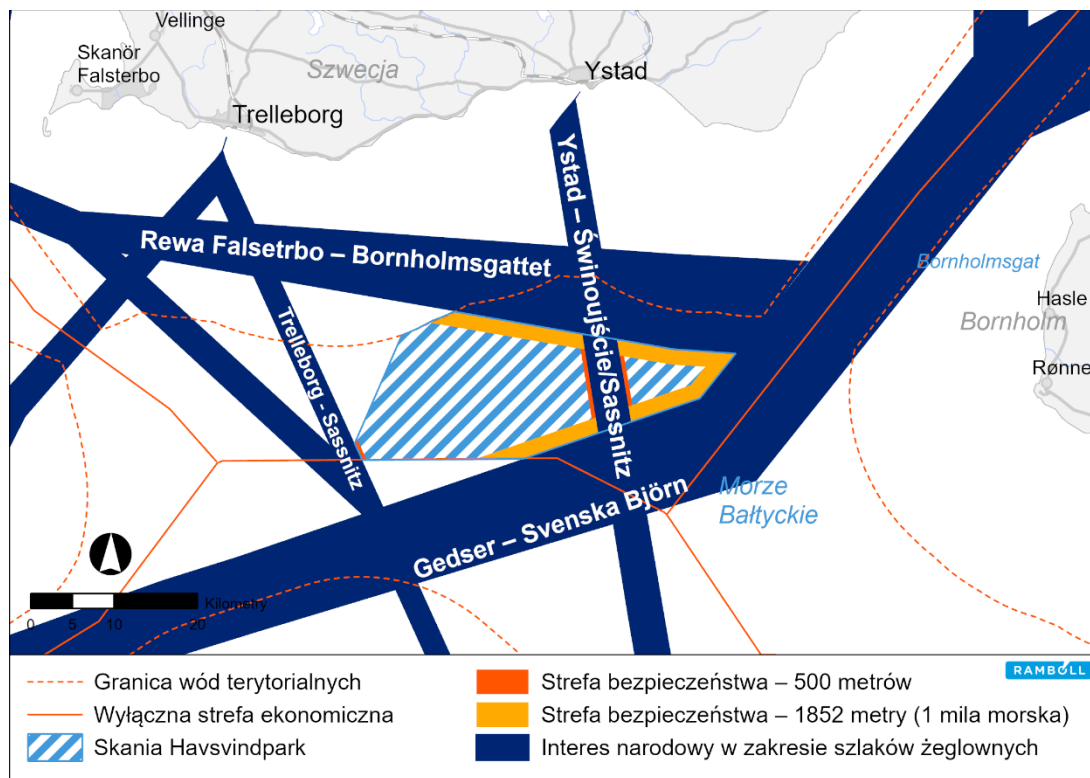 Vellinge
Skanör
Falsterbo
Szwecja
Ystad
Trelleborg
Rewa Falsetrbo – Bornholmsgattet
Ystad – Świnoujście/Sassnitz
Trelleborg - Sassnitz
Bornholmsgat
Hasle
Bornholm
Rønne
Gedser – Svenska Björn
Morze
Bałtyckie
Kilometry
0 5 10 20
RAMBOLL
Granica wód terytorialnych
Wyłączna strefa ekonomiczna
Skania Havsvindpark
Strefa bezpieczeństwa – 500 metrów
Strefa bezpieczeństwa – 1852 metry (1 mila morska)
Interes narodowy w zakresie szlaków żeglownych